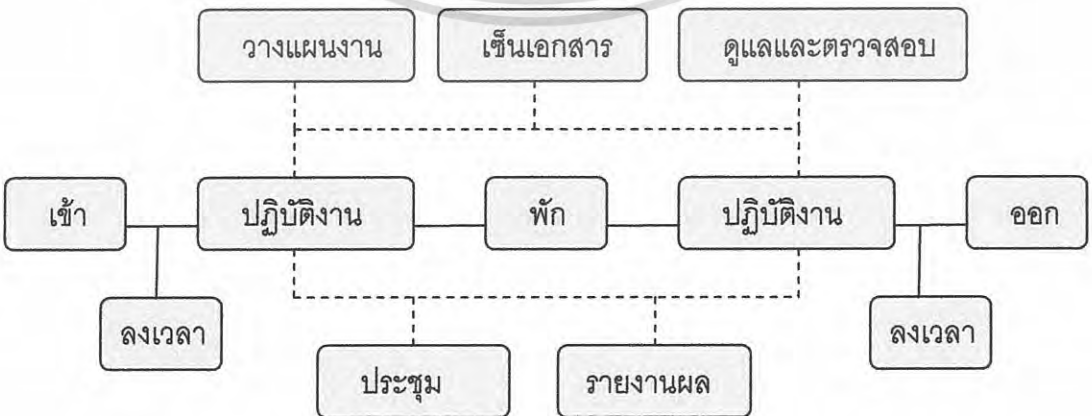 วางแผนงาน
เซ็นเอกสาร
ดูแลและตรวจสอบ
เข้า
ปฏิบัติงาน
พัก
ปฏิบัติงาน
ออก
ลงเวลา
ลงเวลา
ประชุม
รายงานผล